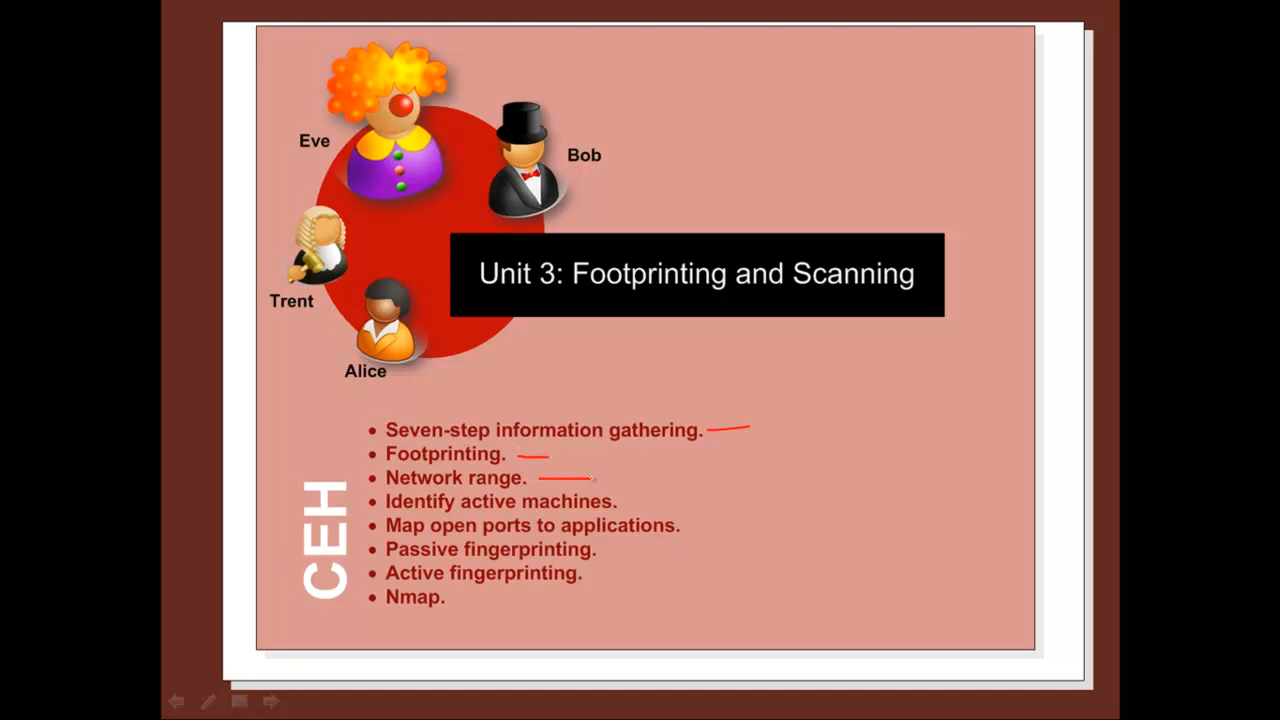 Eve
Bob
Unit 3: Footprinting and Scanning
Trent
Alice
CEH
• Seven-step information gathering.
• Footprinting.
• Network range.
• Identify active machines.
• Map open ports to applications.
• Passive fingerprinting.
• Active fingerprinting.
• Nmap.